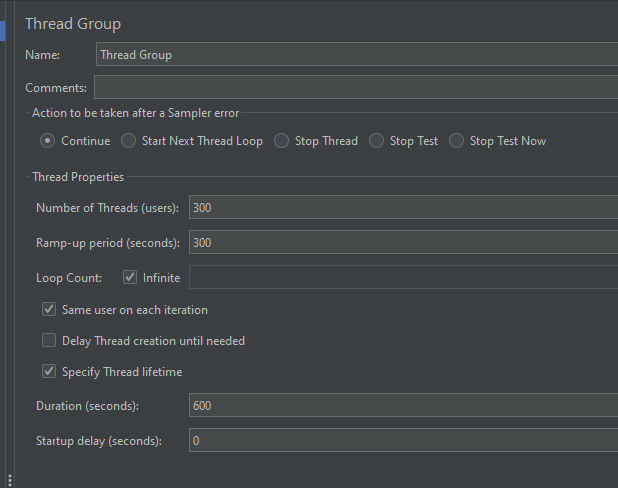 Thread Group
Name: Thread Group
Comments:
Action to be taken after a Sampler error
Continue Start Next Thread Loop Stop Thread Stop Test Stop Test Now
Thread Properties
Number of Threads (users): 300
Ramp-up period (seconds): 300
Loop Count: Infinite
Same user on each iteration
Delay Thread creation until needed
Specify Thread lifetime
Duration (seconds): 600
Startup delay (seconds): 0